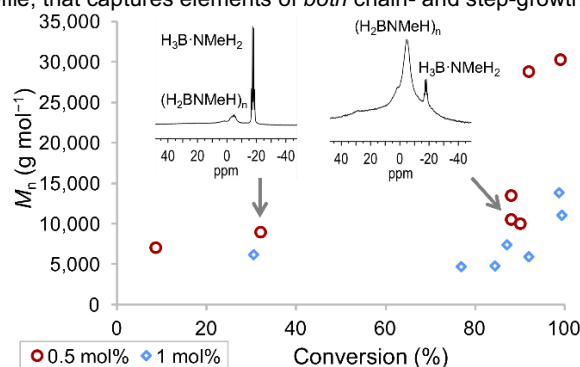 file, that captures elements of both chain- and step-growth
35,000
30,000
25,000
20,000
15,000
10,000
5,000
0
Mn (g mol⁻¹)
H₃B·NMeH₂
(H₂BNMeH)ₙ
40 20 0 -20 -40
ppm
(H₂BNMeH)ₙ
H₃B·NMeH₂
40 20 0 -20 -40
ppm
0 20 40 60 80 100
Conversion (%)
0.5 mol% 1 mol%